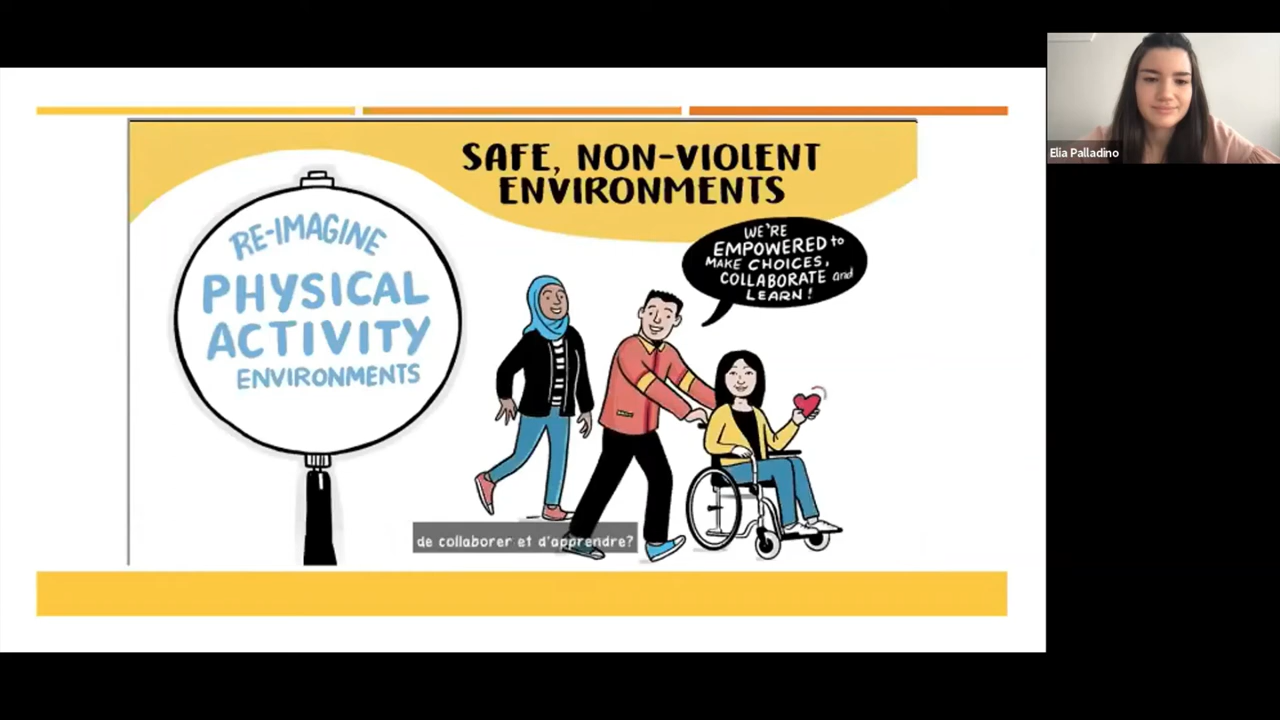 SAFE, NON-VIOLENT
ENVIRONMENTS
RE-IMAGINE
PHYSICAL
ACTIVITY
ENVIRONMENTS
WE'RE
EMPOWERED to
MAKE CHOICES,
COLLABORATE and
LEARN!
de collaborer et d'apprendre?
Elia Palladino